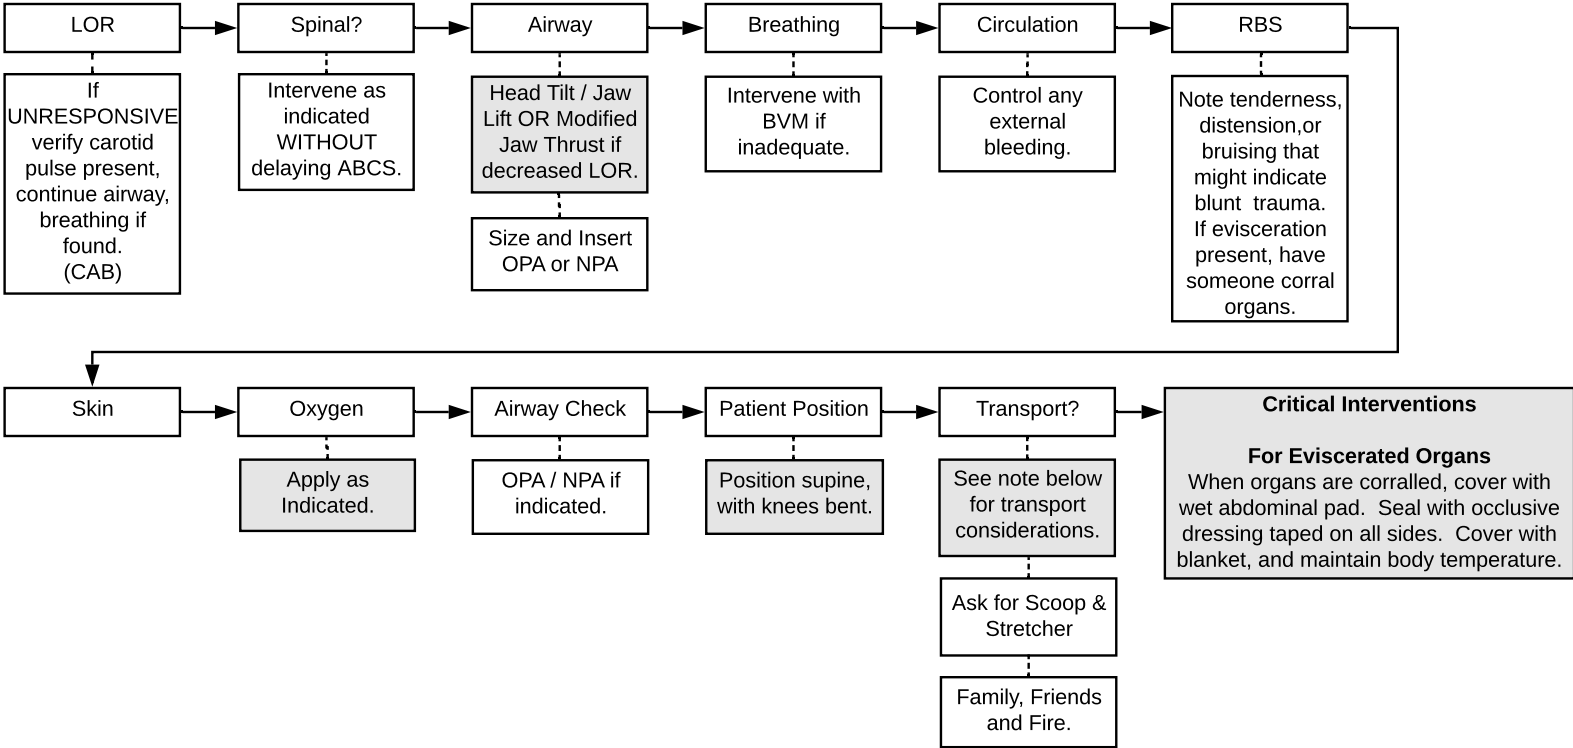 LOR
Spinal?
Airway
Breathing
Circulation
RBS
If
UNRESPONSIVE
verify carotid
pulse present,
continue airway,
breathing if
found.
(CAB)
Intervene as
indicated
WITHOUT
delaying ABCS.
Head Tilt / Jaw
Lift OR Modified
Jaw Thrust if
decreased LOR.
Size and Insert
OPA or NPA
Intervene with
BVM if
inadequate.
Control any
external
bleeding.
Note tenderness,
distension,or
bruising that
might indicate
blunt  trauma.
If evisceration
present, have
someone corral
organs.
Skin
Oxygen
Airway Check
Patient Position
Transport?
Apply as
Indicated.
OPA / NPA if
indicated.
Position supine,
with knees bent.
See note below
for transport
considerations.
Ask for Scoop &
Stretcher
Family, Friends
and Fire.
Critical Interventions
For Eviscerated Organs
When organs are corralled, cover with
wet abdominal pad.  Seal with occlusive
dressing taped on all sides.  Cover with
blanket, and maintain body temperature.